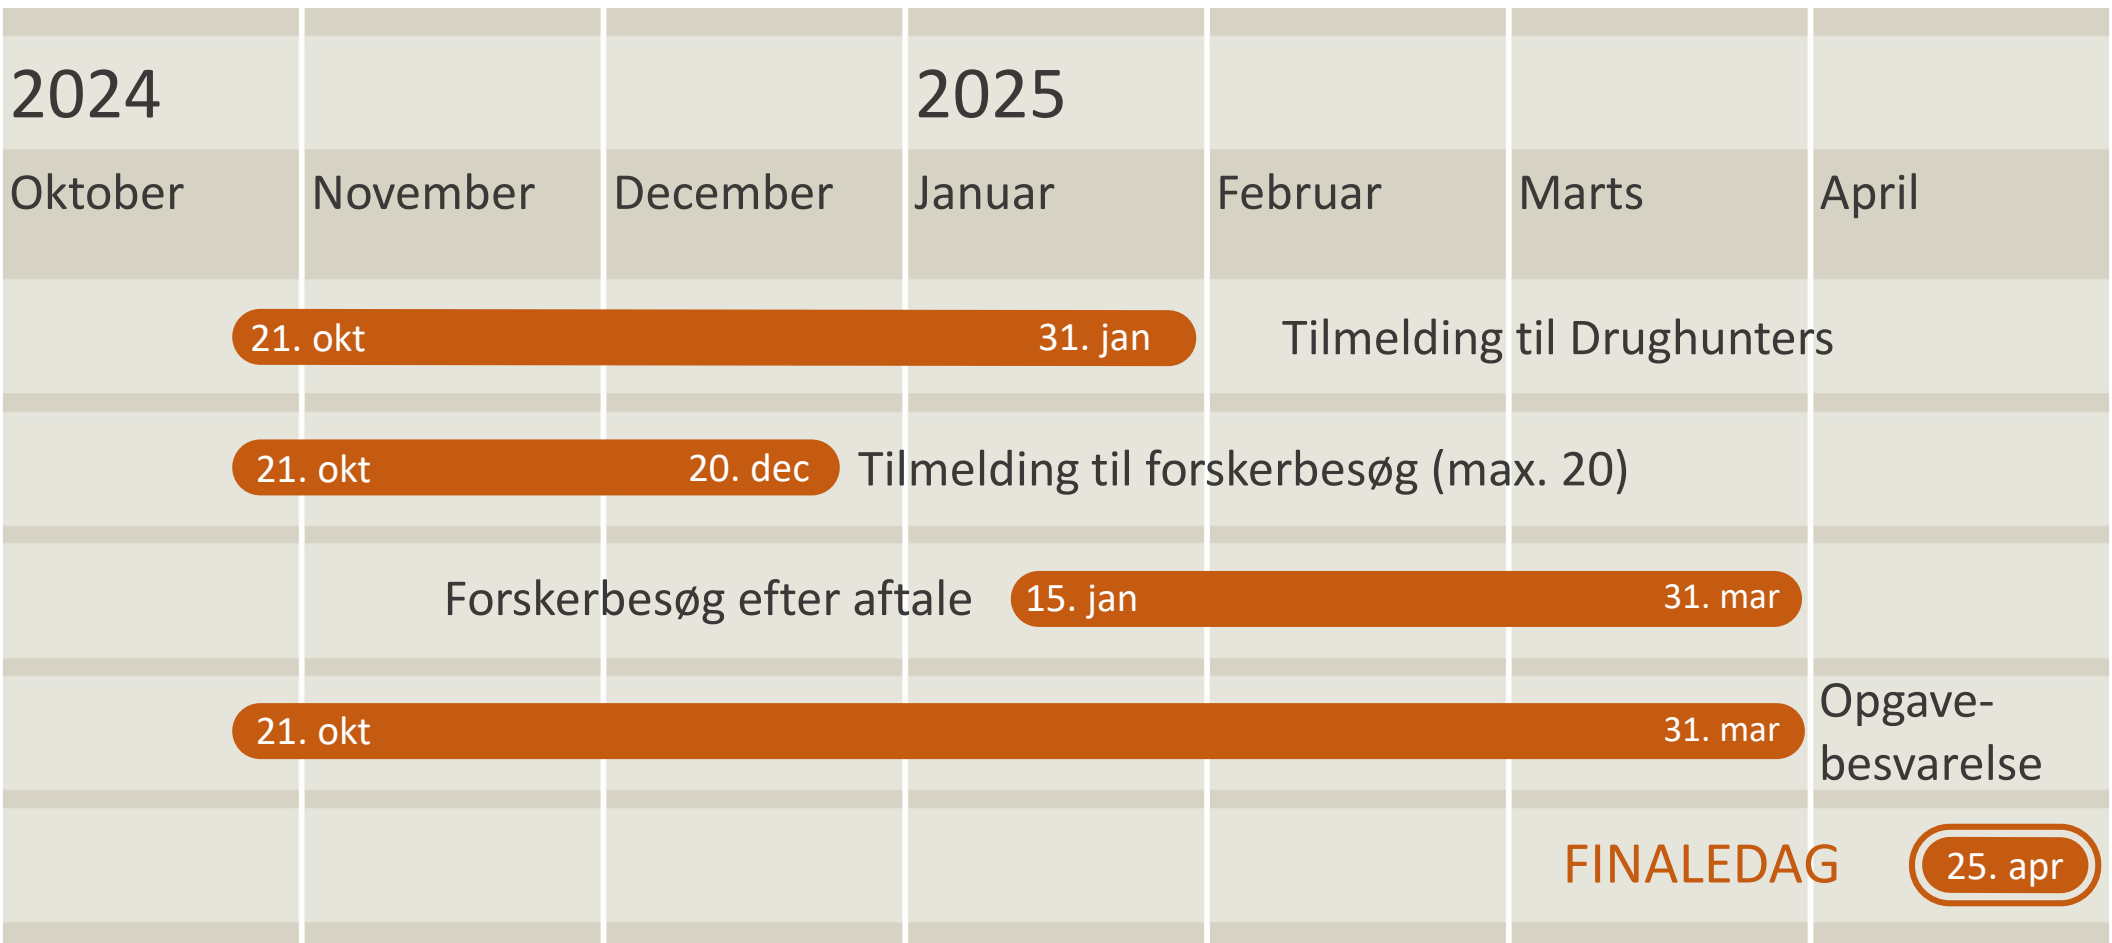 2024 2025
Oktober November December Januar Februar Marts April
21. okt 31. jan Tilmelding til Drughunters
21. okt 20. dec Tilmelding til forskerbesøg (max. 20)
Forskerbesøg efter aftale 15. jan 31. mar
21. okt 31. mar Opgave-
besvarelse
FINALEDAG 25. apr